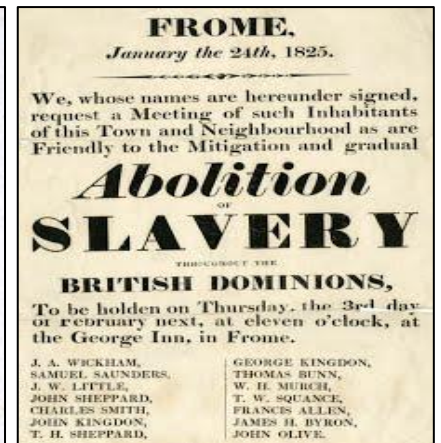 FROME,
January the 24th, 1825.
We, whose names are hereunder signed,
request a Meeting of such Inhabitants
of this Town and Neighbourhood as are
Friendly to the Mitigation and gradual
Abolition
OF
SLAVERY
THROUGHOUT THE
BRITISH DOMINIONS,
To be holden on Thursday, the 3rd day
of February next, at eleven o'clock, at
the George Inn, in Frome.
J. A. WICKHAM,
SAMUEL SAUNDERS,
J. W. LITTLE,
JOHN SHEPPARD,
CHARLES SMITH,
JOHN KINGDON,
T. H. SHEPPARD,
GEORGE KINGDON,
THOMAS BUNN,
W. H. MURCH,
T. W. SQUANCE,
FRANCIS ALLEN,
JAMES H. BYRON,
JOHN OLIVE.